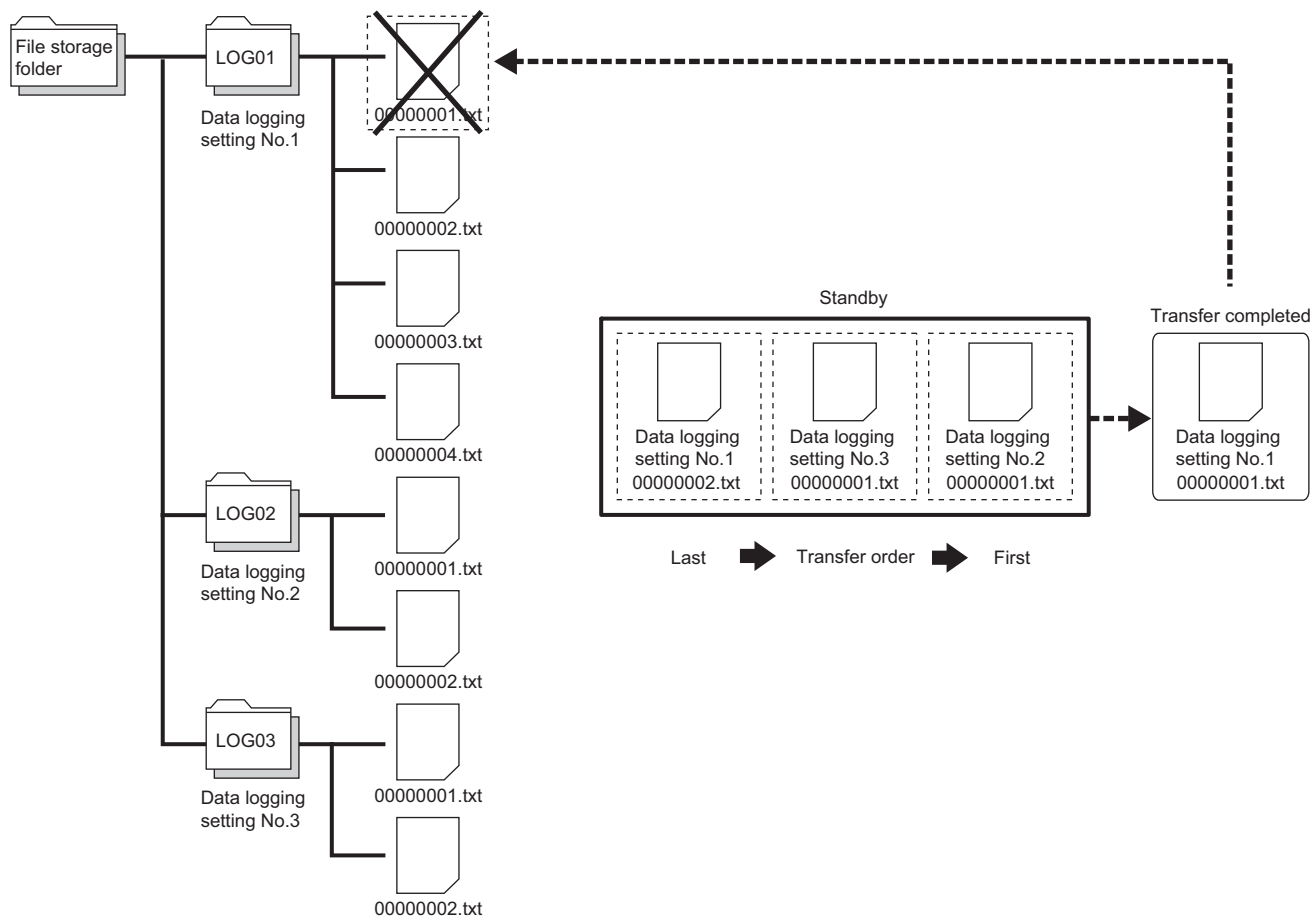 File storage
folder
LOG01
Data logging
setting No.1
00000001.txt
00000002.txt
00000003.txt
00000004.txt
LOG02
Data logging
setting No.2
00000001.txt
00000002.txt
LOG03
Data logging
setting No.3
00000001.txt
00000002.txt
Standby
Data logging
setting No.1
00000002.txt
Data logging
setting No.3
00000001.txt
Data logging
setting No.2
00000001.txt
Last
Transfer order
First
Transfer completed
Data logging
setting No.1
00000001.txt